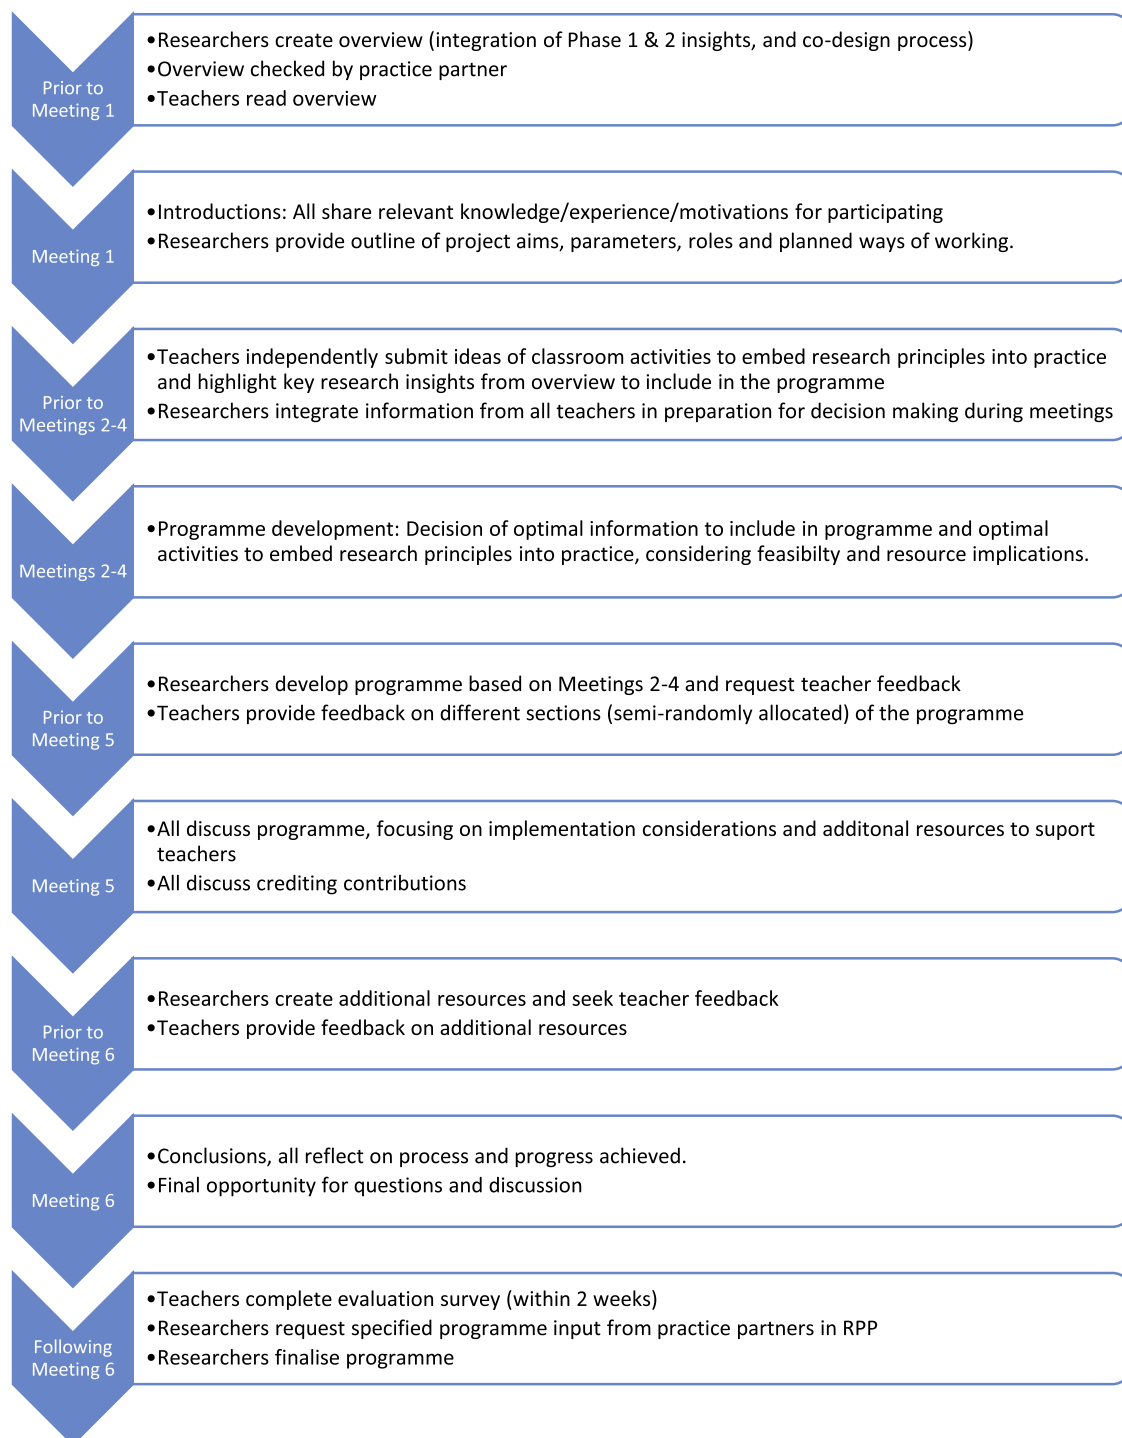 Prior to
Meeting 1
•Researchers create overview (integration of Phase 1 & 2 insights, and co-design process)
•Overview checked by practice partner
•Teachers read overview
Meeting 1
•Introductions: All share relevant knowledge/experience/motivations for participating
•Researchers provide outline of project aims, parameters, roles and planned ways of working.
Prior to
Meetings 2-4
•Teachers independently submit ideas of classroom activities to embed research principles into practice
and highlight key research insights from overview to include in the programme
•Researchers integrate information from all teachers in preparation for decision making during meetings
Meetings 2-4
•Programme development: Decision of optimal information to include in programme and optimal
activities to embed research principles into practice, considering feasibilty and resource implications.
Prior to
Meeting 5
•Researchers develop programme based on Meetings 2-4 and request teacher feedback
•Teachers provide feedback on different sections (semi-randomly allocated) of the programme
Meeting 5
•All discuss programme, focusing on implementation considerations and additonal resources to suport
teachers
•All discuss crediting contributions
Prior to
Meeting 6
•Researchers create additional resources and seek teacher feedback
•Teachers provide feedback on additional resources
Meeting 6
•Conclusions, all reflect on process and progress achieved.
•Final opportunity for questions and discussion
Following
Meeting 6
•Teachers complete evaluation survey (within 2 weeks)
•Researchers request specified programme input from practice partners in RPP
•Researchers finalise programme